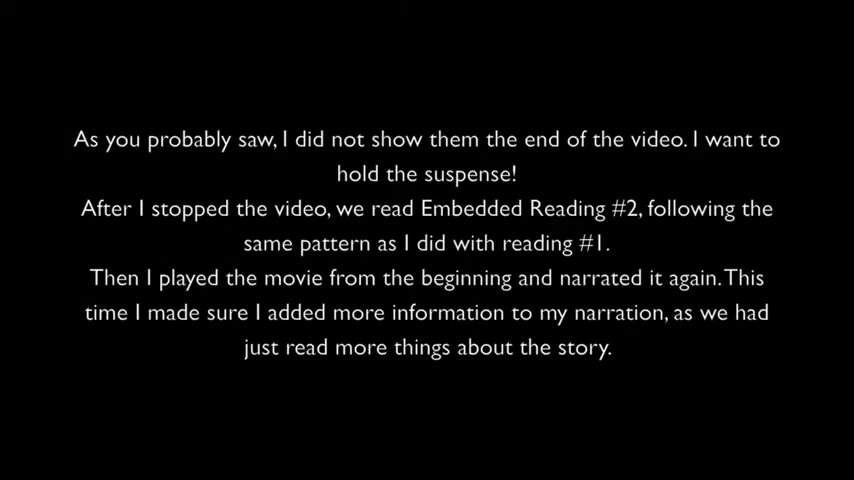 As you probably saw, I did not show them the end of the video. I want to
hold the suspense!
After I stopped the video, we read Embedded Reading #2, following the
same pattern as I did with reading #1.
Then I played the movie from the beginning and narrated it again. This
time I made sure I added more information to my narration, as we had
just read more things about the story.